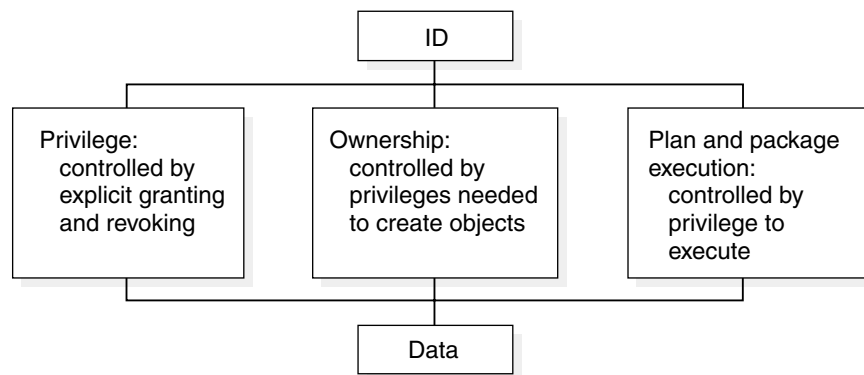 ID
Privilege:
controlled by
explicit granting
and revoking
Ownership:
controlled by
privileges needed
to create objects
Plan and package
execution:
controlled by
privilege to
execute
Data